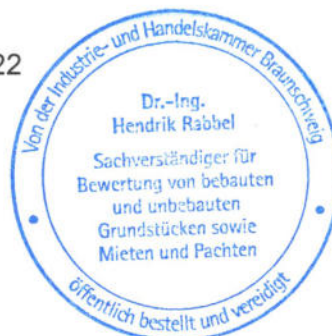 22
Von der Industrie- und Handelskammer Braunschweig
Dr.-Ing.
Hendrik Rabbel
Sachverständiger für
Bewertung von bebauten
und unbebauten
Grundstücken sowie
Mieten und Pachten
öffentlich bestellt und vereidigt